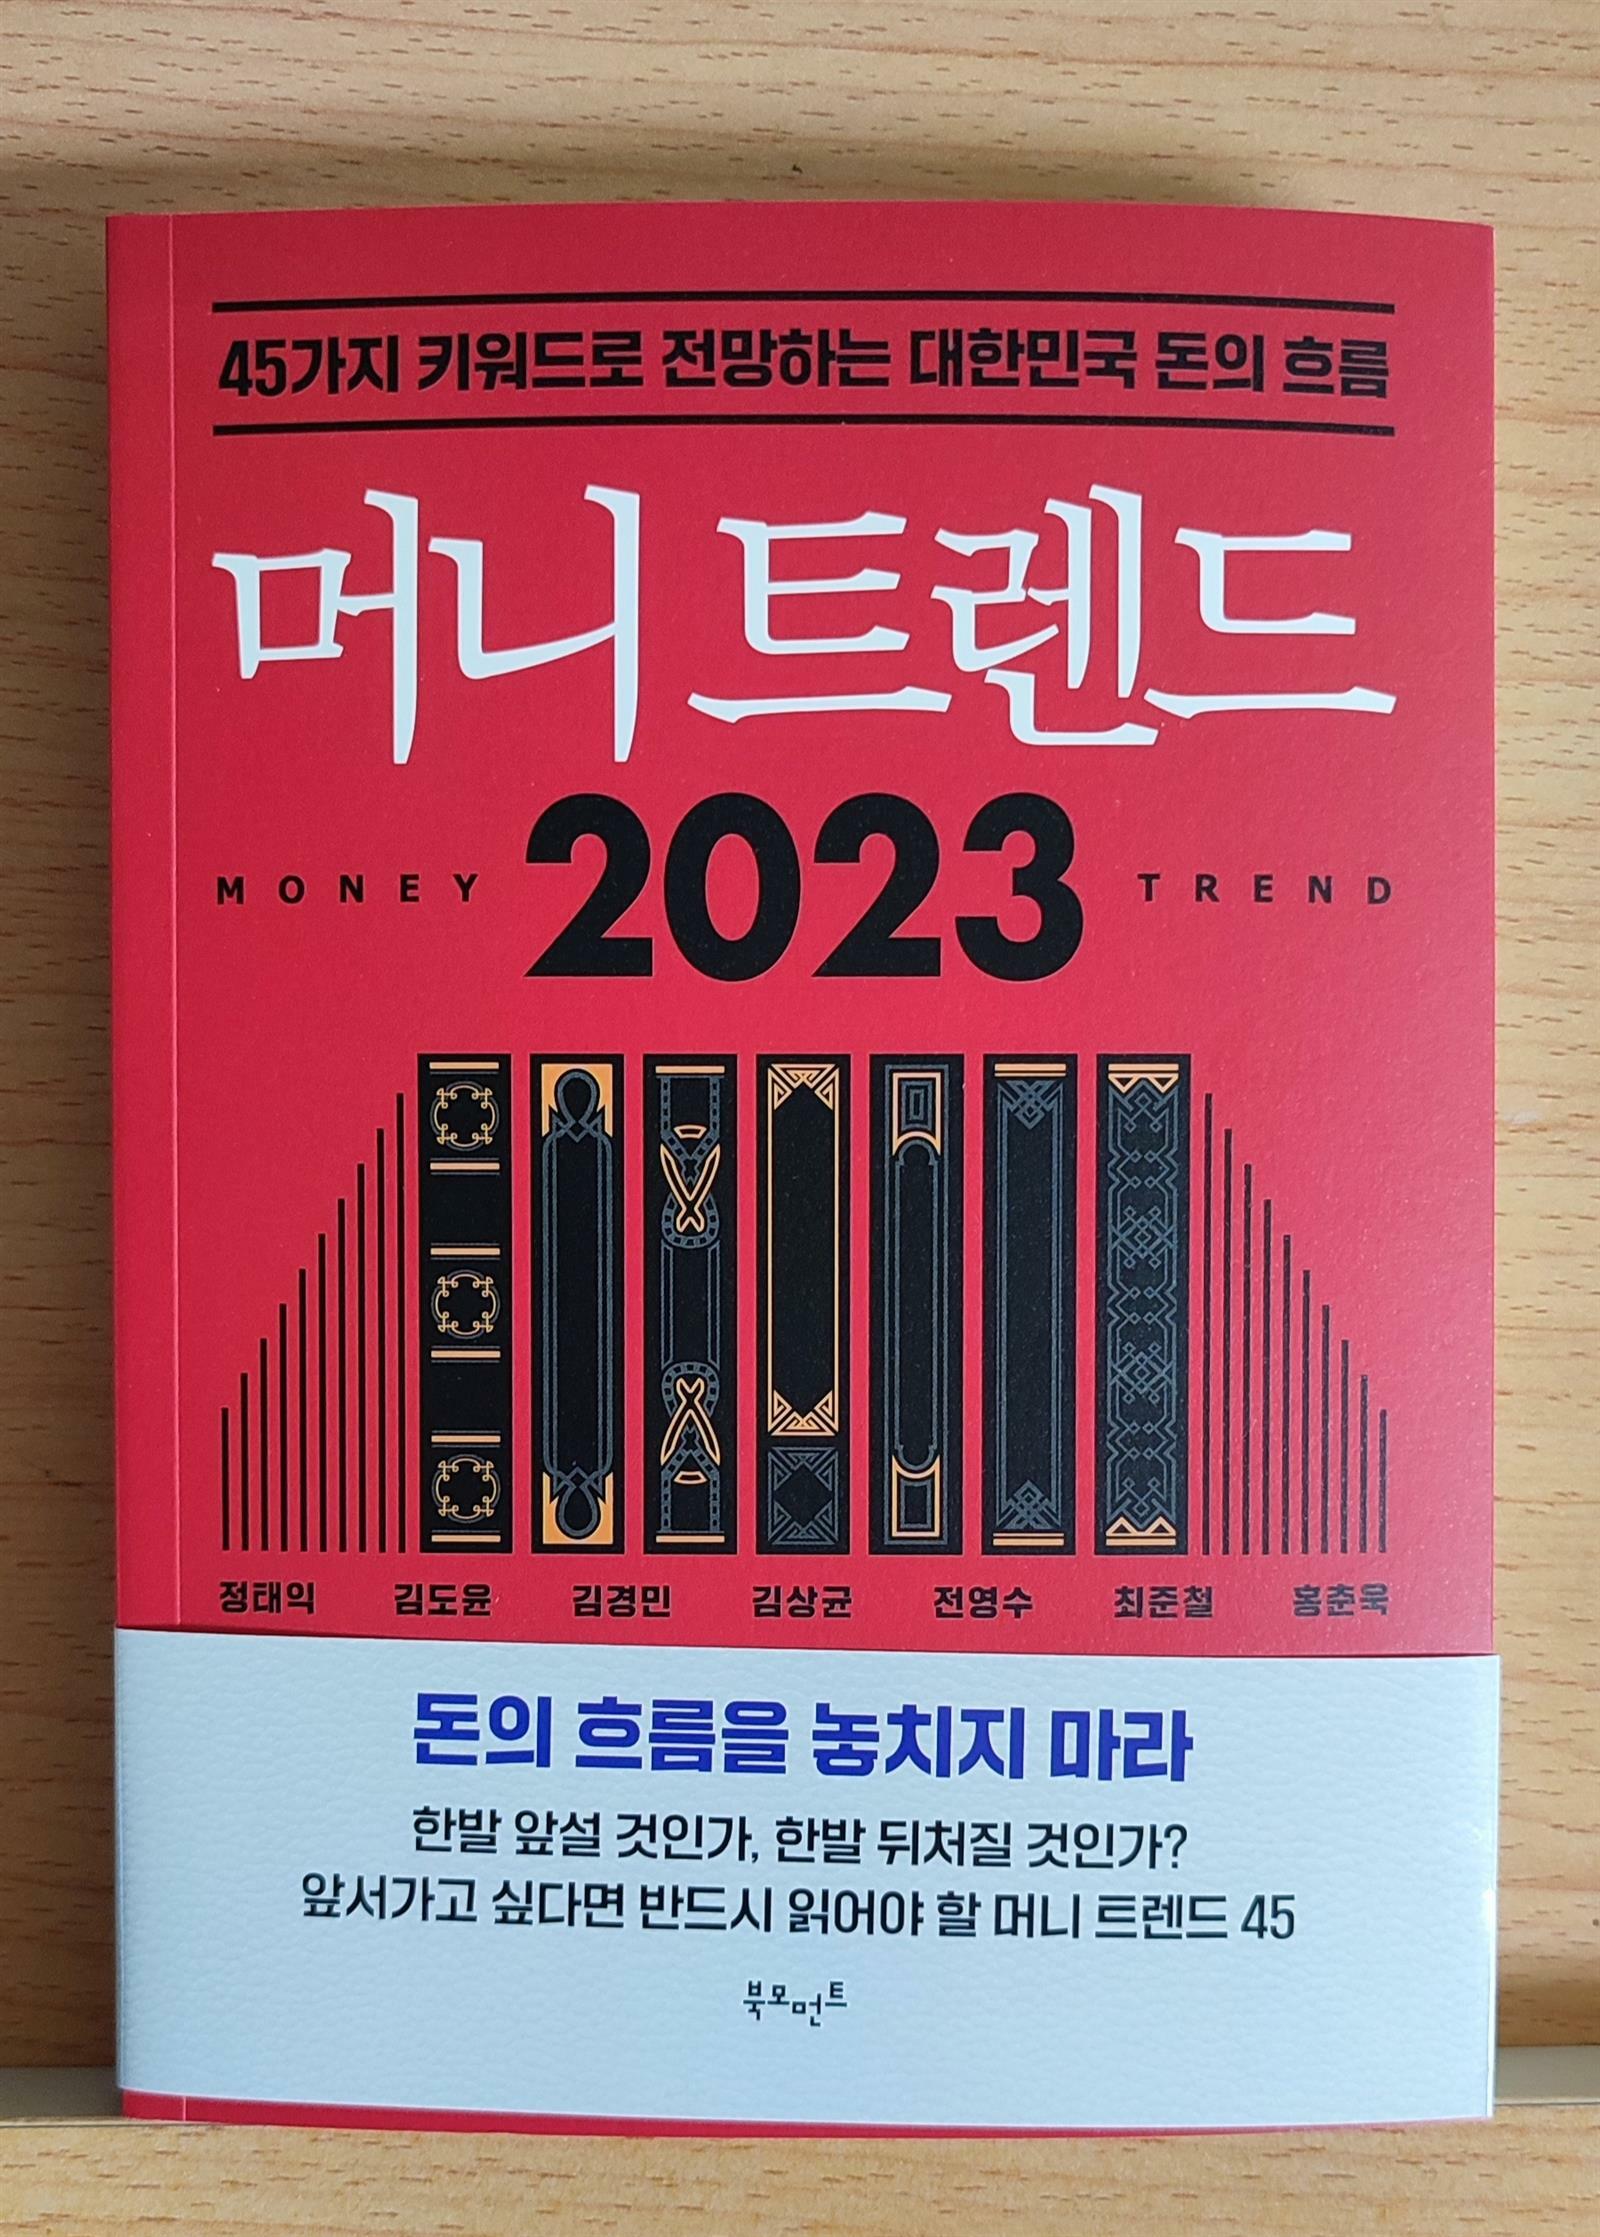 45가지 키워드로 전망하는 대한민국 돈의 흐름
머니 트렌드
MONEY 2023 TREND
정태익 김도윤 김경민 김상균 전영수 최준철 홍춘욱
돈의 흐름을 놓치지 마라
한발 앞설 것인가, 한발 뒤처질 것인가?
앞서가고 싶다면 반드시 읽어야 할 머니 트렌드 45
북모먼트